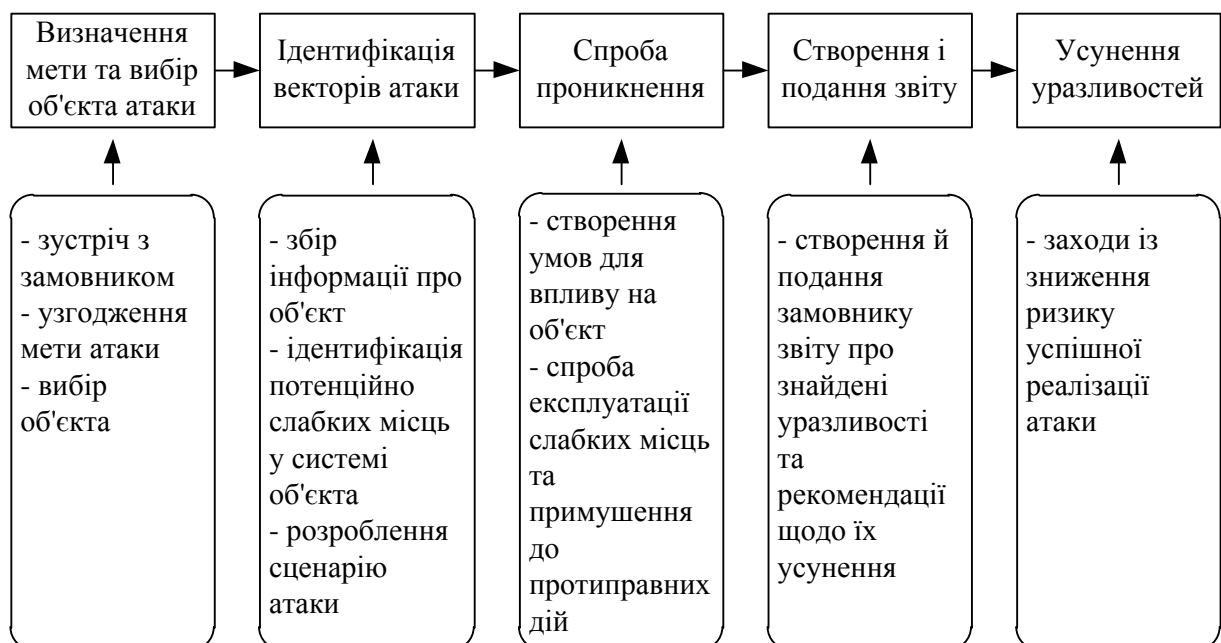 Визначення
мети та вибір
об'єкта атаки
Ідентифікація
векторів атаки
Спроба
проникнення
Створення і
подання звіту
Усунення
уразливостей
- зустріч з
замовником
- узгодження
мети атаки
- вибір
об'єкта
- збір
інформації про
об'єкт
- ідентифікація
потенційно
слабких місць
у системі
об'єкта
- розроблення
сценарію
атаки
- створення
умов для
впливу на
об'єкт
- спроба
експлуатації
слабких місць
та
примушення
до
протиправних
дій
- створення й
подання
замовнику
звіту про
знайдені
уразливості
та
рекомендації
щодо їх
усунення
- заходи із
зниження
ризику
успішної
реалізації
атаки